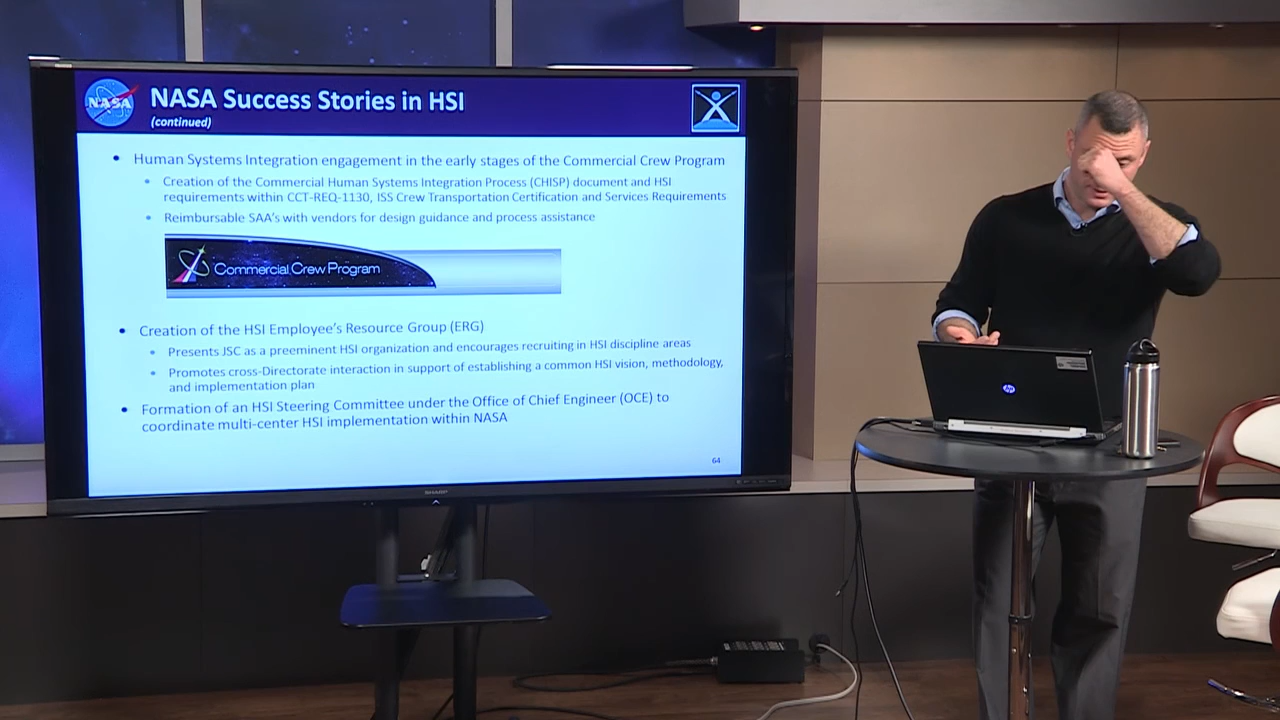 NASA
NASA Success Stories in HSI
(continued)
• Human Systems Integration engagement in the early stages of the Commercial Crew Program
• Creation of the Commercial Human Systems Integration Process (CHISP) document and HSI
requirements within CCT-REQ-1130, ISS Crew Transportation Certification and Services Requirements
• Reimbursable SAA's with vendors for design guidance and process assistance
Commercial Crew Program
• Creation of the HSI Employee's Resource Group (ERG)
• Presents JSC as a preeminent HSI organization and encourages recruiting in HSI discipline areas
• Promotes cross-Directorate interaction in support of establishing a common HSI vision, methodology,
and implementation plan
• Formation of an HSI Steering Committee under the Office of Chief Engineer (OCE) to
coordinate multi-center HSI implementation within NASA
64
SHARP
hp